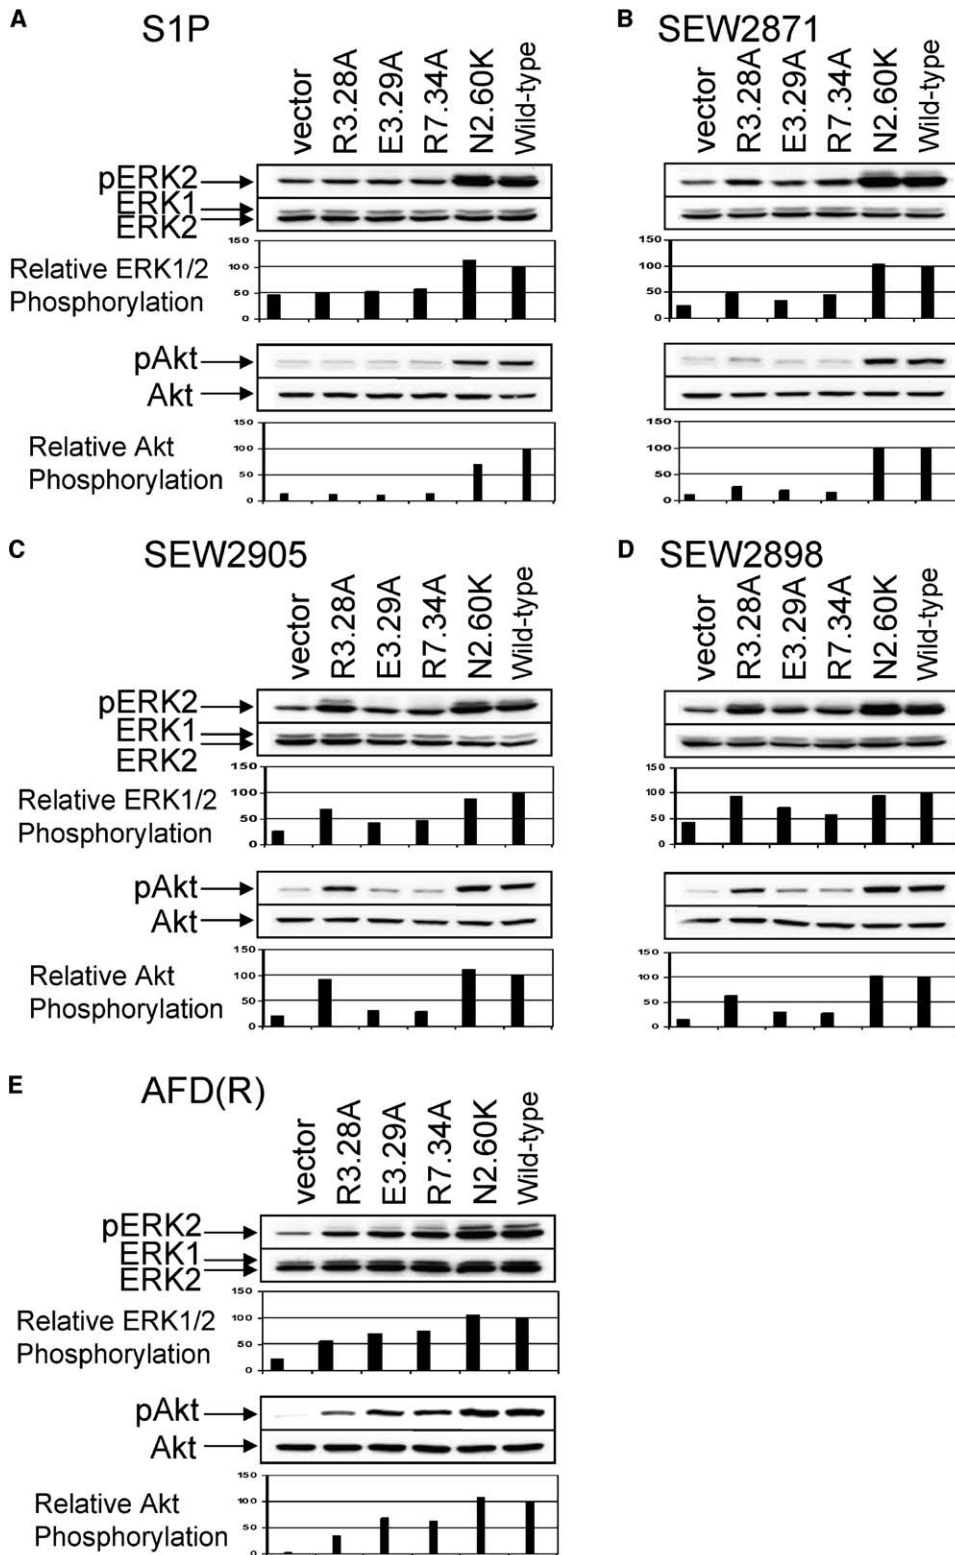 A
S1P
vector
R3.28A
E3.29A
R7.34A
N2.60K
Wild-type
pERK2
ERK1
ERK2
Relative ERK1/2
Phosphorylation
150
100
50
0
pAkt
Akt
Relative Akt
Phosphorylation
150
100
50
0
B
SEW2871
vector
R3.28A
E3.29A
R7.34A
N2.60K
Wild-type
150
100
50
0
150
100
50
0
C
SEW2905
vector
R3.28A
E3.29A
R7.34A
N2.60K
Wild-type
pERK2
ERK1
ERK2
Relative ERK1/2
Phosphorylation
150
100
50
0
pAkt
Akt
Relative Akt
Phosphorylation
150
100
50
0
D
SEW2898
vector
R3.28A
E3.29A
R7.34A
N2.60K
Wild-type
150
100
50
0
150
100
50
0
E
AFD(R)
vector
R3.28A
E3.29A
R7.34A
N2.60K
Wild-type
pERK2
ERK1
ERK2
Relative ERK1/2
Phosphorylation
150
100
50
0
pAkt
Akt
Relative Akt
Phosphorylation
150
100
50
0